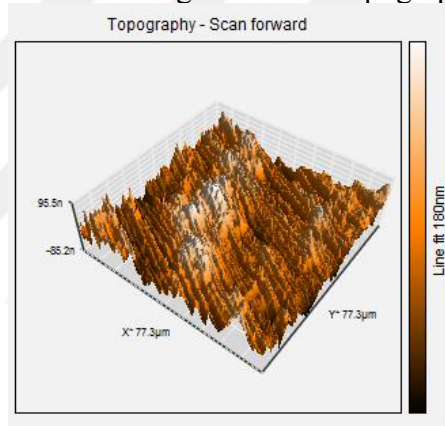 Topography - Scan forward
95.5n
-85.2n
X* 77.3µm
Y* 77.3µm
Line fit 180nm